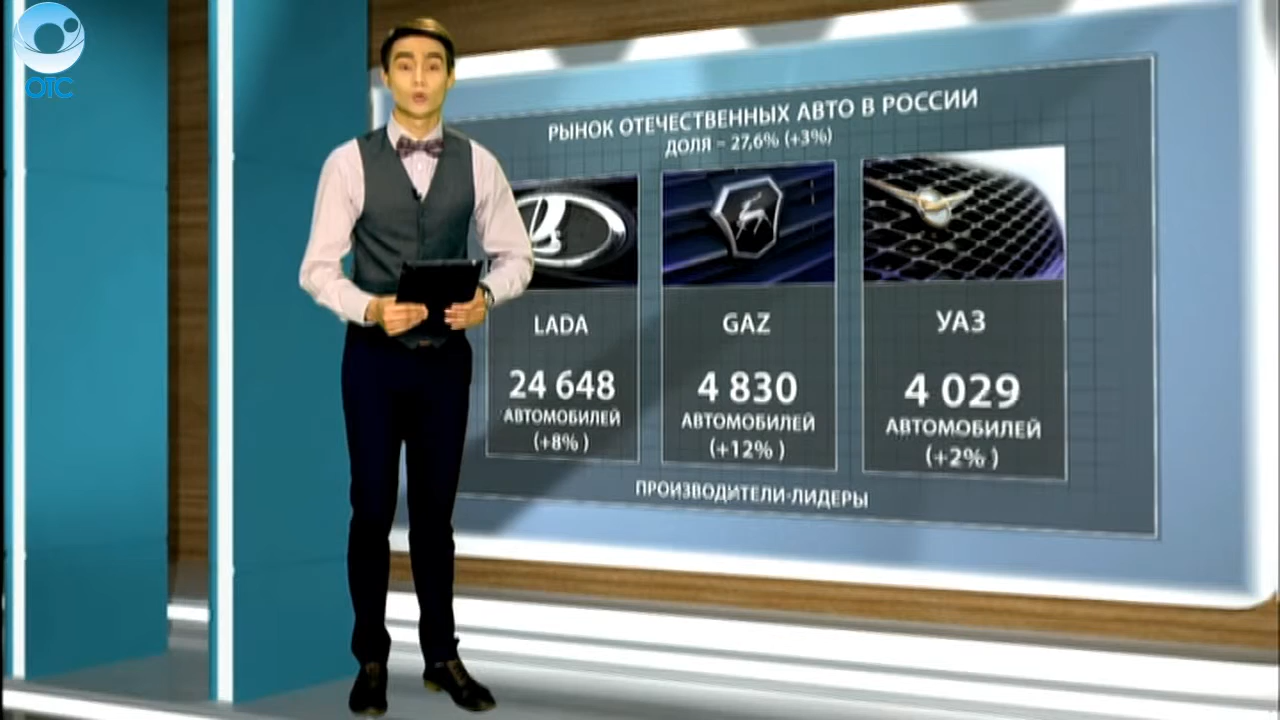 ОТС
РЫНОК ОТЕЧЕСТВЕННЫХ АВТО В РОССИИ
ДОЛЯ - 27,6% (+3%)
LADA
24 648
АВТОМОБИЛЕЙ
(+8% )
GAZ
4 830
АВТОМОБИЛЕЙ
(+12% )
УАЗ
4 029
АВТОМОБИЛЕЙ
(+2% )
ПРОИЗВОДИТЕЛИ-ЛИДЕРЫ